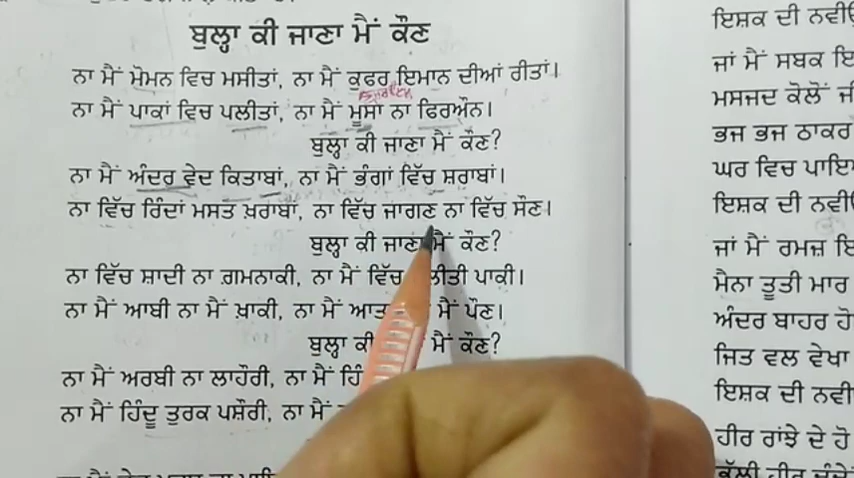 ਬੁਲ੍ਹਾ ਕੀ ਜਾਣਾ ਮੈਂ ਕੌਣ
ਨਾ ਮੈਂ ਮੋਮਨ ਵਿਚ ਮਸੀਤਾਂ, ਨਾ ਮੈਂ ਕੁਫਰ ਇਮਾਨ ਦੀਆਂ ਰੀਤਾਂ।
ਨਾ ਮੈਂ ਪਾਕਾਂ ਵਿਚ ਪਲੀਤਾਂ, ਨਾ ਮੈਂ ਮੂਸਾ ਨਾ ਫਿਰਔਨ।
ਬੁਲ੍ਹਾ ਕੀ ਜਾਣਾ ਮੈਂ ਕੌਣ?
ਨਾ ਮੈਂ ਅੰਦਰ ਵੇਦ ਕਿਤਾਬਾਂ, ਨਾ ਮੈਂ ਭੰਗਾਂ ਵਿੱਚ ਸ਼ਰਾਬਾਂ।
ਨਾ ਵਿੱਚ ਰਿੰਦਾਂ ਮਸਤ ਖ਼ਰਾਬਾਂ, ਨਾ ਵਿੱਚ ਜਾਗਣ ਨਾ ਵਿੱਚ ਸੌਣ।
ਬੁਲ੍ਹਾ ਕੀ ਜਾਣਾ ਮੈਂ ਕੌਣ?
ਨਾ ਵਿੱਚ ਸ਼ਾਦੀ ਨਾ ਗ਼ਮਨਾਕੀ, ਨਾ ਮੈਂ ਵਿੱਚ ਲੀਤੀ ਪਾਕੀ।
ਨਾ ਮੈਂ ਆਬੀ ਨਾ ਮੈਂ ਖ਼ਾਕੀ, ਨਾ ਮੈਂ ਆਤ ਮੈਂ ਪੌਣ।
ਬੁਲ੍ਹਾ ਕੀ ਮੈਂ ਕੌਣ?
ਨਾ ਮੈਂ ਅਰਬੀ ਨਾ ਲਾਹੌਰੀ, ਨਾ ਮੈਂ ਹਿੰ
ਨਾ ਮੈਂ ਹਿੰਦੂ ਤੁਰਕ ਪਸ਼ੌਰੀ, ਨਾ ਮੈਂ
ਇਸ਼ਕ ਦੀ ਨਵੀਉਂ
ਜਾਂ ਮੈਂ ਸਬਕ ਇ
ਮਸਜਦ ਕੋਲੋਂ ਜੀ
ਭਜ ਭਜ ਠਾਕਰ
ਘਰ ਵਿਚ ਪਾਇ
ਇਸ਼ਕ ਦੀ ਨਵੀ
ਜਾਂ ਮੈਂ ਰਮਜ਼ ਇ
ਮੈਨਾ ਤੂਤੀ ਮਾਰ
ਅੰਦਰ ਬਾਹਰ ਹੋ
ਜਿਤ ਵਲ ਵੇਖਾ
ਇਸ਼ਕ ਦੀ ਨਵੀ
ਹੀਰ ਰਾਂਝੇ ਦੇ ਹੋ